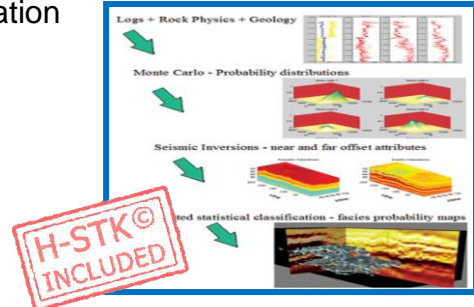 ation
Logs + Rock Physics + Geology
Monte Carlo - Probability distributions
Seismic Inversions - near and far offset attributes
ted statistical classification - facies probability maps
H-STK©
INCLUDED